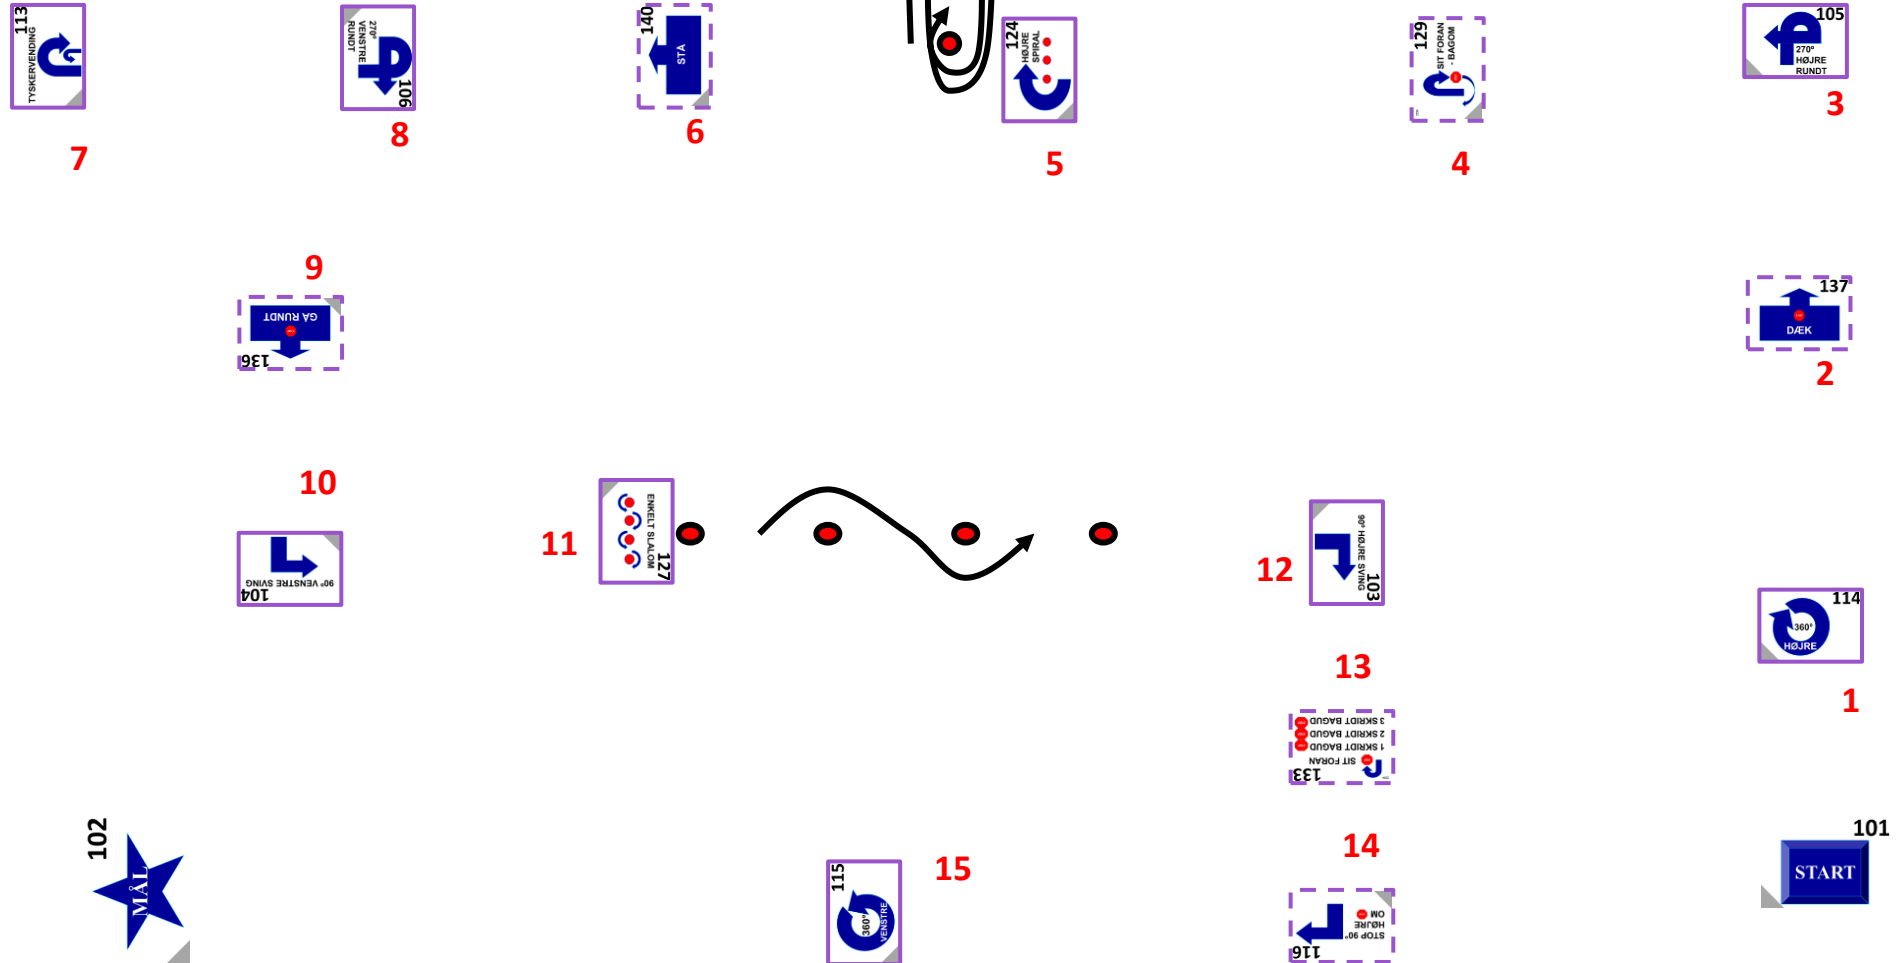 113
TYSKERVENDING
7
270°
VENSTRE
RUNDT
106
8
140
STÅ
6
124
HØJRE
SPIRAL
5
129
SIT FORAN
- BAGOM
4
105
270°
HØJRE
RUNDT
3
9
GÅ RUNDT
136
137
DÆK
2
10
90° VENSTRE SVING
104
11
ENKELT SLALOM
127
12
90° HØJRE SVING
103
114
360°
HØJRE
1
13
133
SIT FORAN
1 SKRIDT BAGUD
2 SKRIDT BAGUD
3 SKRIDT BAGUD
14
STOP 90°
HØJRE
OM
116
15
115
360°
VENSTRE
102
MÅL
101
START